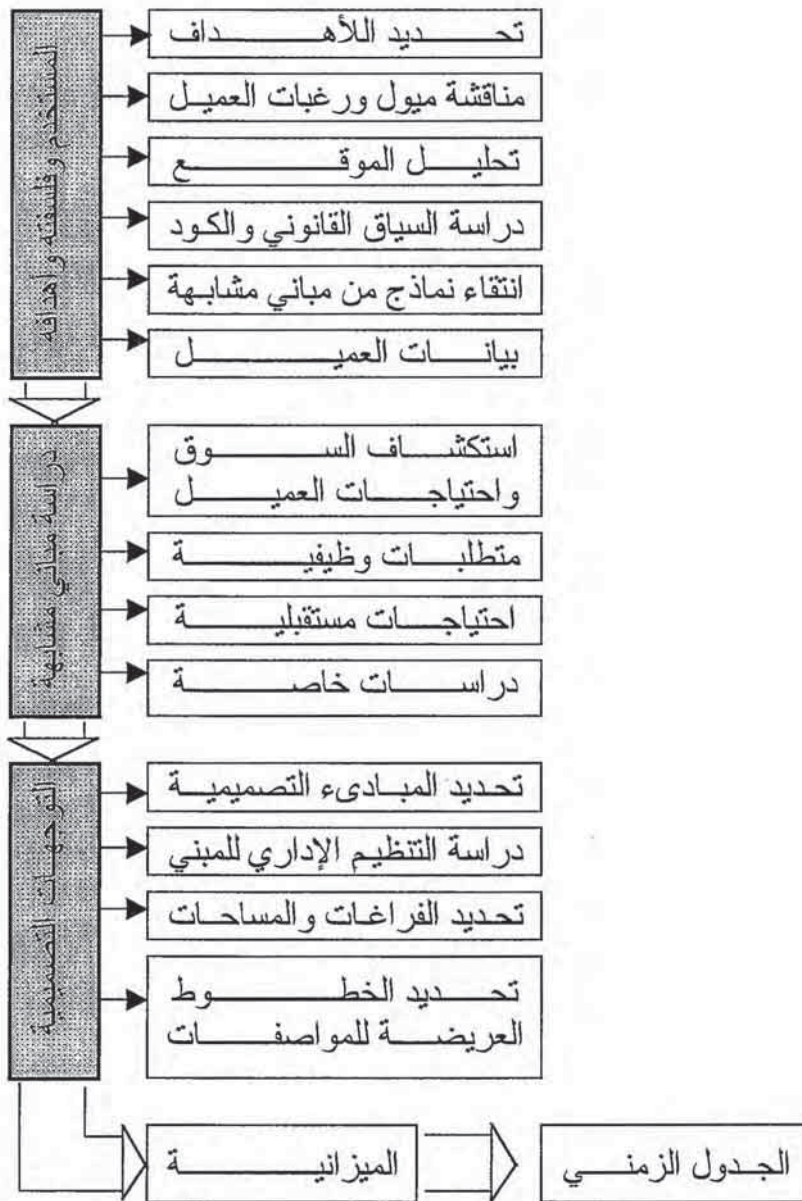 المستخدم وفلسفته وأهدافه
تحديد اللأهداف
مناقشة ميول ورغبات العميل
تحليل الموقع
دراسة السياق القانوني والكود
انتقاء نماذج من مباني مشابهة
بيانات العميل
دراسة مباني مشابهة
استكشاف السوق
واحتياجات العميل
متطلبات وظيفية
احتياجات مستقبلية
دراسات خاصة
التوجهات التصميمية
تحديد المبادىء التصميمية
دراسة التنظيم الإداري للمبني
تحديد الفراغات والمساحات
تحديد الخطوط
العريضة للمواصفات
الميزانية
الجدول الزمني